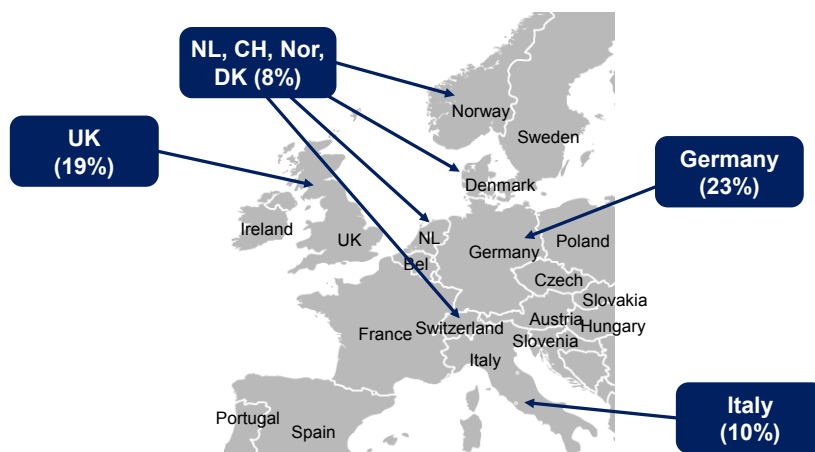 NL, CH, Nor,
DK (8%)
UK
(19%)
Germany
(23%)
Norway
Sweden
Denmark
Ireland
UK
NL
Germany
Poland
Bel
Czech
Slovakia
Austria
Hungary
France
Switzerland
Slovenia
Italy
Portugal
Spain
Italy
(10%)